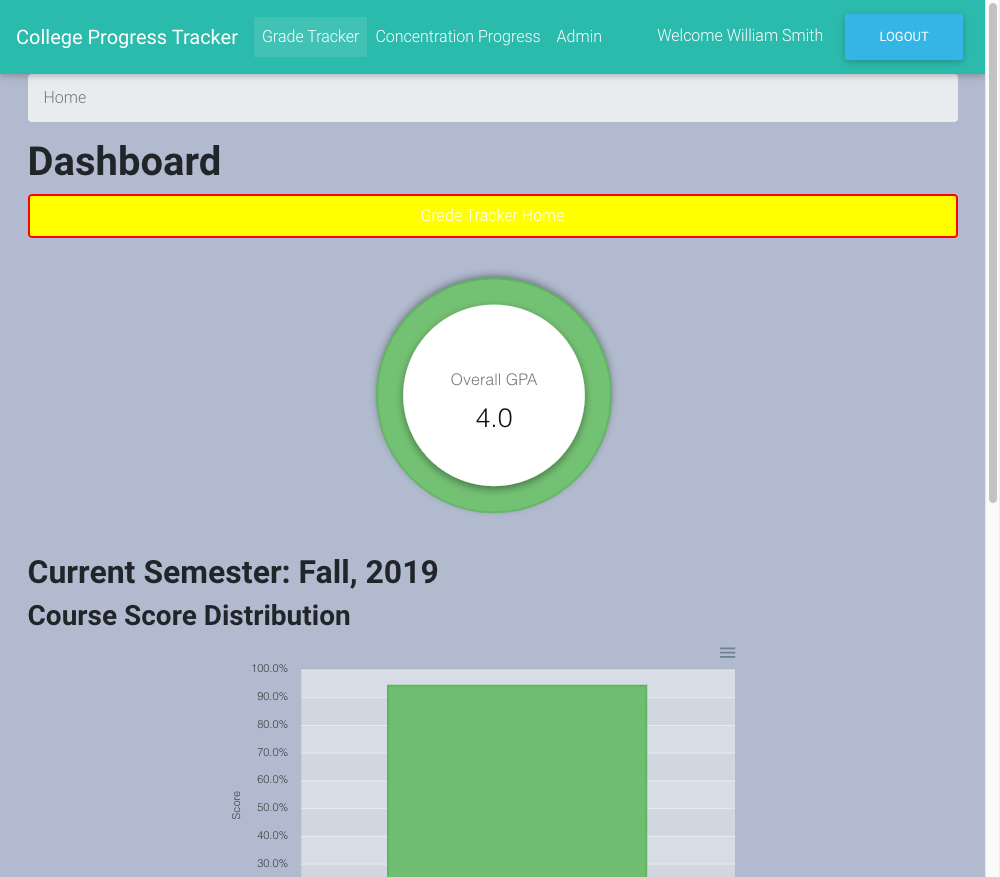 College Progress Tracker Grade Tracker Concentration Progress Admin Welcome William Smith LOGOUT
Home
Dashboard
Grade Tracker Home
Overall GPA
4.0
Current Semester: Fall, 2019
Course Score Distribution
100.0%
90.0%
80.0%
70.0%
60.0%
50.0%
40.0%
30.0%
Score